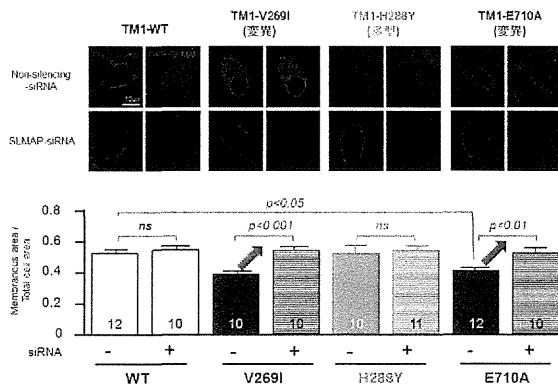 TM1-WT
TM1-V269I
(変異)
TM1-H288Y
(多型)
TM1-E710A
(変異)
Non-silencing
-siRNA
SLMAP-siRNA
Membranous area /
Total cell area
0.8
0.6
0.4
0.2
0
ns
p<0.001
p<0.05
ns
p<0.01
12
10
10
10
10
11
12
10
siRNA
-
+
-
+
-
+
-
+
WT
V269I
H288Y
E710A